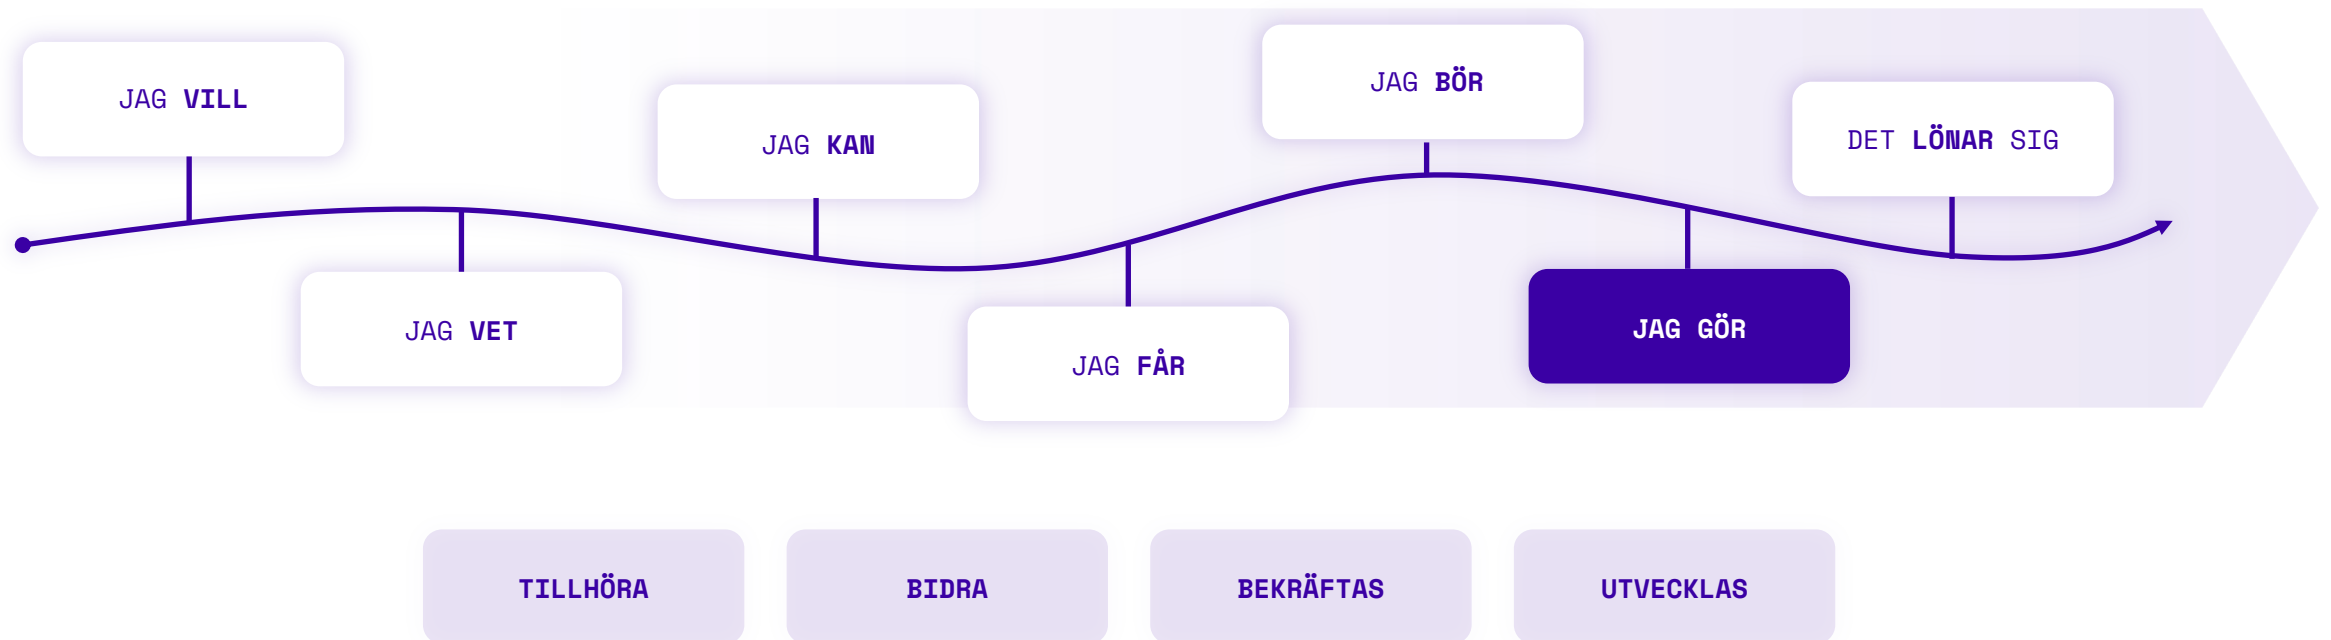 JAG VILL
JAG VET
JAG KAN
JAG FÅR
JAG BÖR
JAG GÖR
DET LÖNAR SIG
TILLHÖRA
BIDRA
BEKRÄFTAS
UTVECKLAS